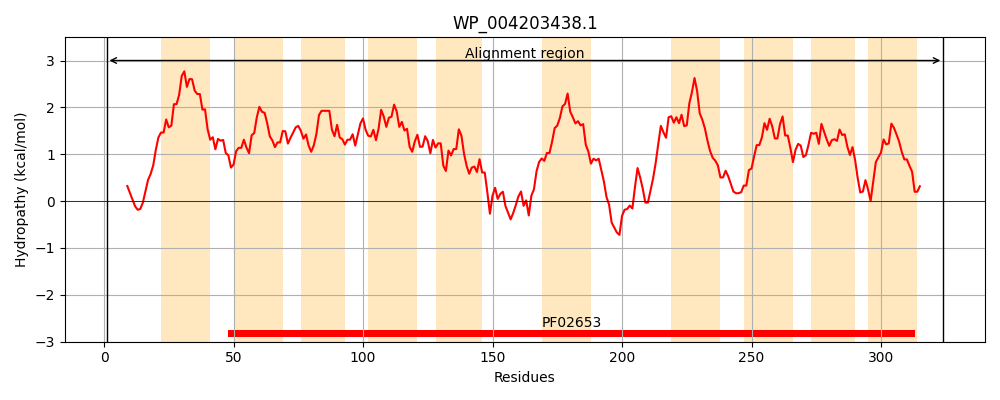 WP_004203438.1
Alignment region
3
2
1
0
−1
−2
−3
Hydropathy (kcal/mol)
PF02653
0 50 100 150 200 250 300
Residues